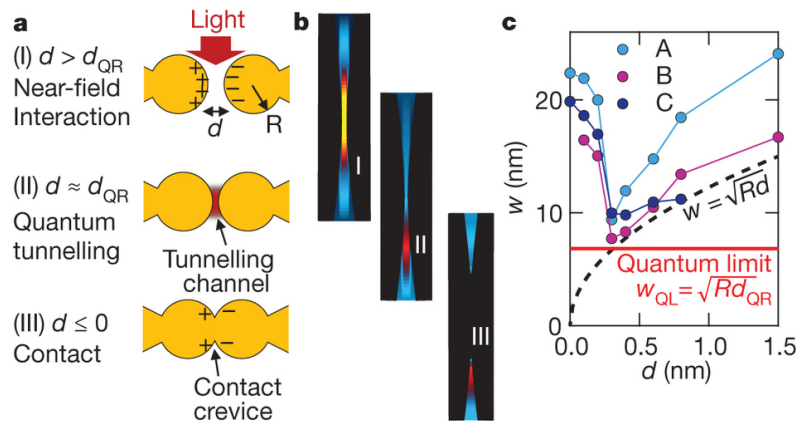 a
Light
(I) d > d_QR
Near-field
Interaction
+
+
+
+
−
−
−
−
d
R
(II) d ≈ d_QR
Quantum
tunnelling
Tunnelling
channel
(III) d ≤ 0
Contact
+ −
+ −
Contact
crevice
b
I
II
III
c
A
B
C
w (nm)
20
10
0
w = √Rd
Quantum limit
w_QL = √Rd_QR
0.0
0.5
1.0
1.5
d (nm)